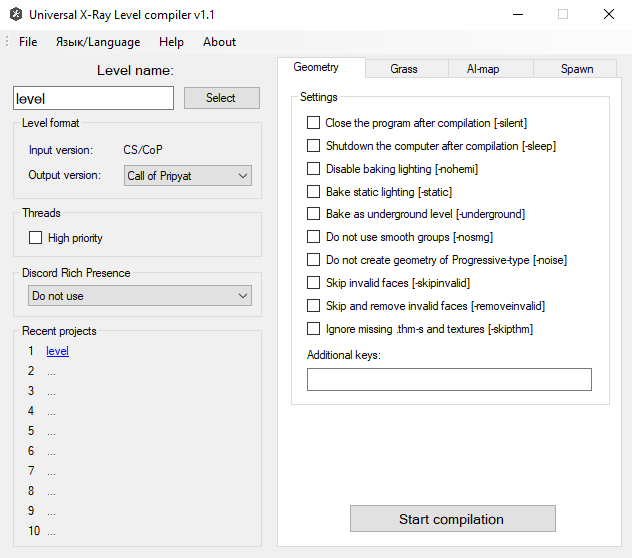 Universal X-Ray Level compiler v1.1
File Язык/Language Help About
Level name:
level
Select
Level format
Input version: CS/CoP
Output version: Call of Pripyat
Threads
High priority
Discord Rich Presence
Do not use
Recent projects
1 level
2 ...
3 ...
4 ...
5 ...
6 ...
7 ...
8 ...
9 ...
10 ...
Geometry Grass AI-map Spawn
Settings
Close the program after compilation [-silent]
Shutdown the computer after compilation [-sleep]
Disable baking lighting [-nohemi]
Bake static lighting [-static]
Bake as underground level [-underground]
Do not use smooth groups [-nosmg]
Do not create geometry of Progressive-type [-noise]
Skip invalid faces [-skipinvalid]
Skip and remove invalid faces [-removeinvalid]
Ignore missing .thm-s and textures [-skipthm]
Additional keys:
Start compilation